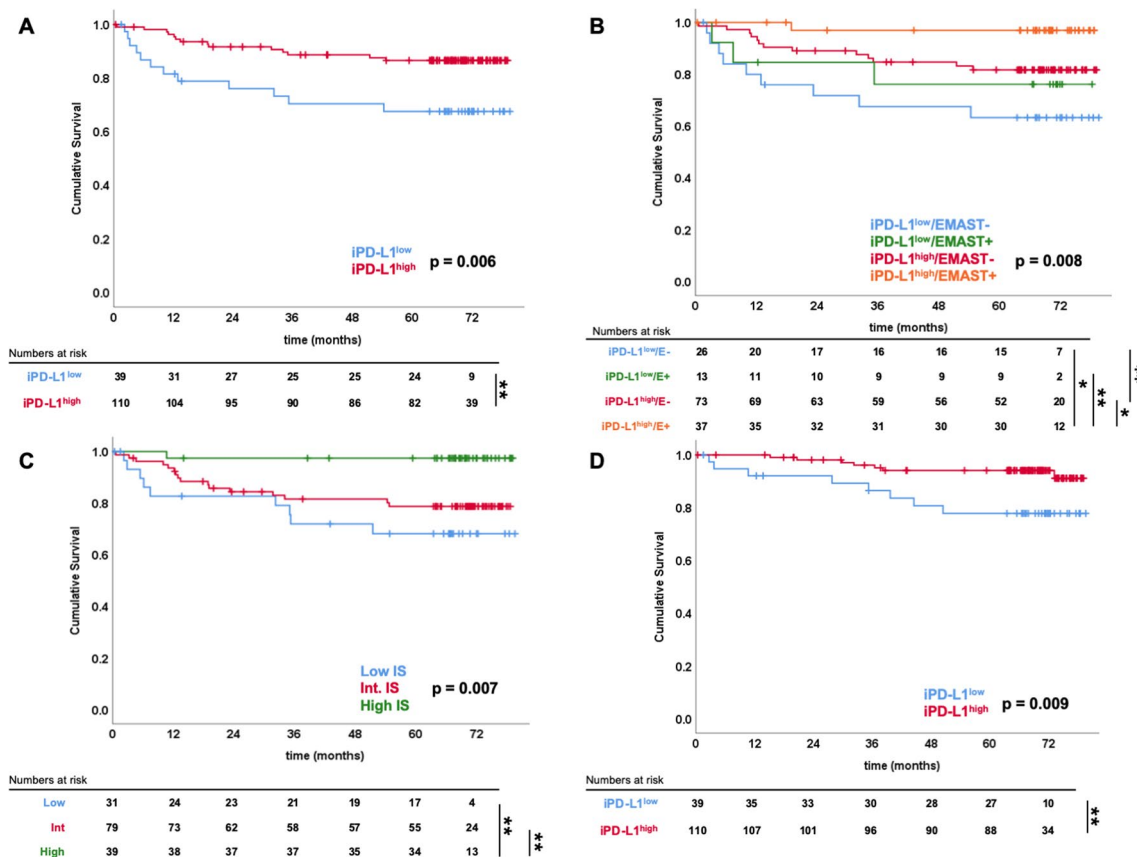 A
1.0
0.8
0.6
0.4
0.2
0.0
Cumulative Survival
iPD-L1low
iPD-L1high
p = 0.006
0 12 24 36 48 60 72
time (months)
Numbers at risk
iPD-L1low 39 31 27 25 25 24 9
iPD-L1high 110 104 95 90 86 82 39
**
B
1.0
0.8
0.6
0.4
0.2
0.0
Cumulative Survival
iPD-L1low/EMAST-
iPD-L1low/EMAST+
iPD-L1high/EMAST-
iPD-L1high/EMAST+
p = 0.008
0 12 24 36 48 60 72
time (months)
Numbers at risk
iPD-L1low/E- 26 20 17 16 16 15 7
iPD-L1low/E+ 13 11 10 9 9 9 2
iPD-L1high/E- 73 69 63 59 56 52 20
iPD-L1high/E+ 37 35 32 31 30 30 12
*
***
*
C
1.0
0.8
0.6
0.4
0.2
0.0
Cumulative Survival
Low IS
Int. IS
High IS
p = 0.007
0 12 24 36 48 60 72
time (months)
Numbers at risk
Low 31 24 23 21 19 17 4
Int 79 73 62 58 57 55 24
High 39 38 37 37 35 34 13
**
**
D
1.0
0.8
0.6
0.4
0.2
0.0
Cumulative Survival
iPD-L1low
iPD-L1high
p = 0.009
0 12 24 36 48 60 72
time (months)
Numbers at risk
iPD-L1low 39 35 33 30 28 27 10
iPD-L1high 110 107 101 96 90 88 34
**